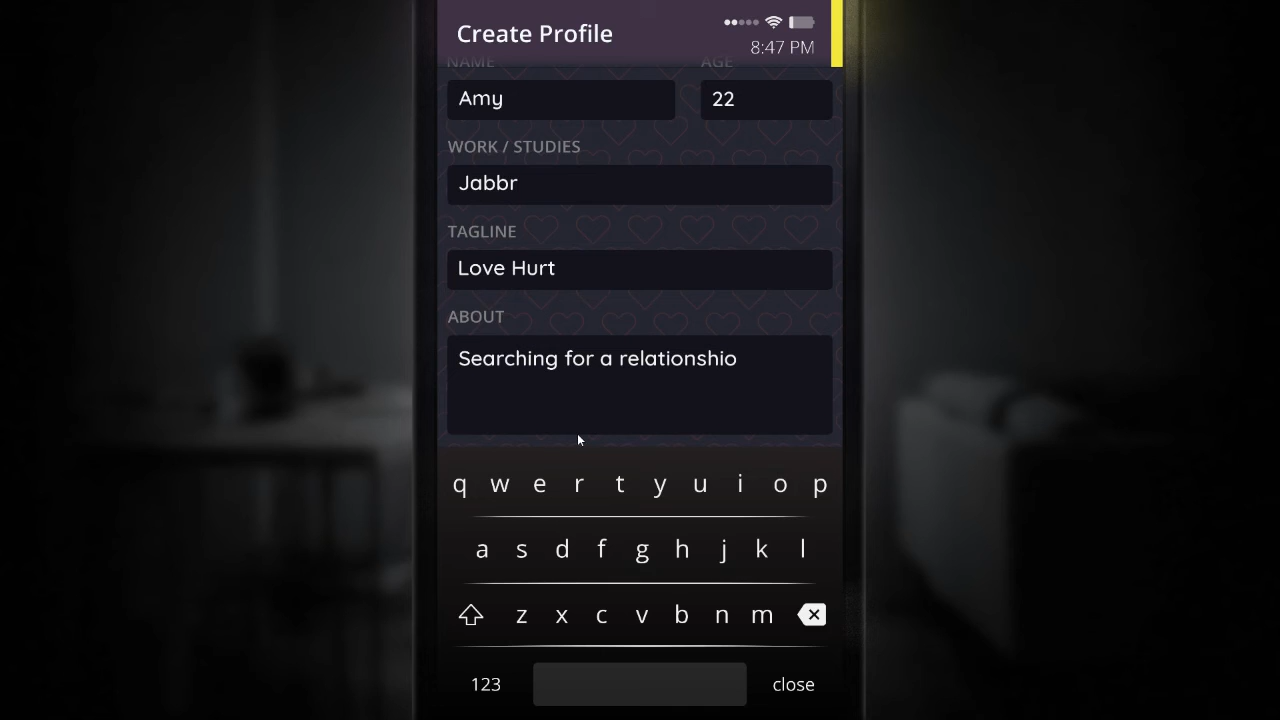 Create Profile
8:47 PM
NAME AGE
Amy 22
WORK / STUDIES
Jabbr
TAGLINE
Love Hurt
ABOUT
Searching for a relationshio
q w e r t y u i o p
a s d f g h j k l
z x c v b n m
123 close